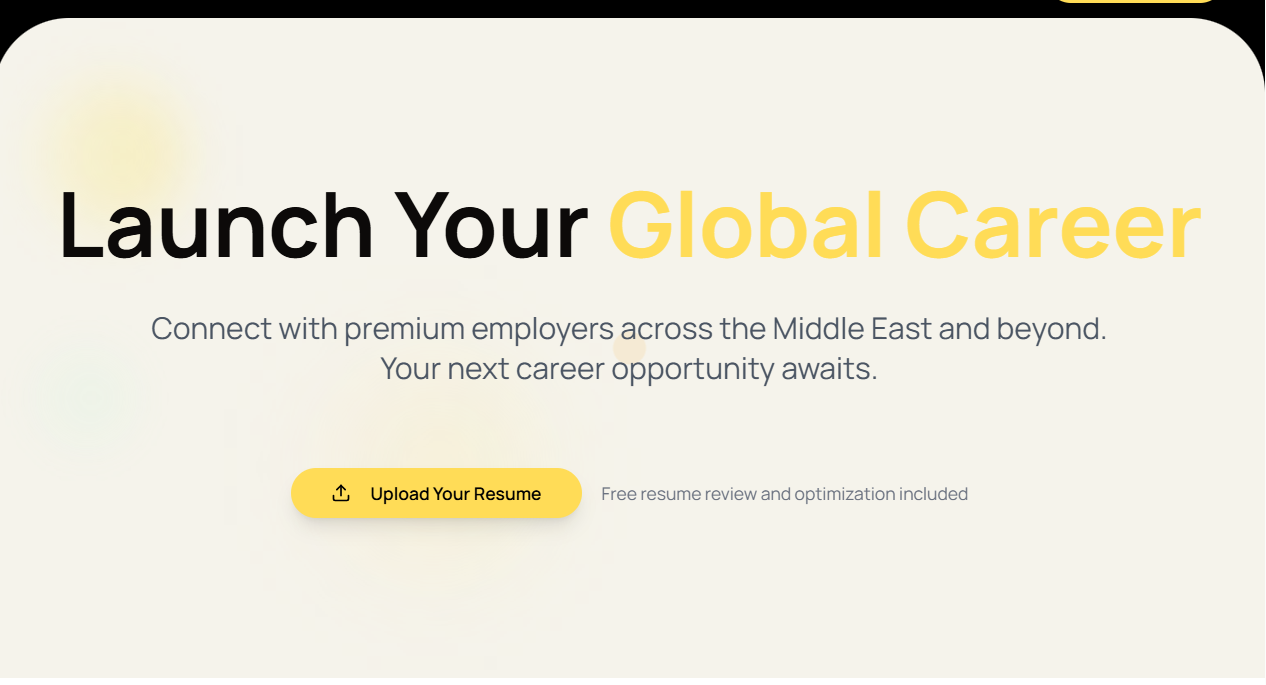 Launch Your Global Career
Connect with premium employers across the Middle East and beyond.
Your next career opportunity awaits.
Upload Your Resume
Free resume review and optimization included